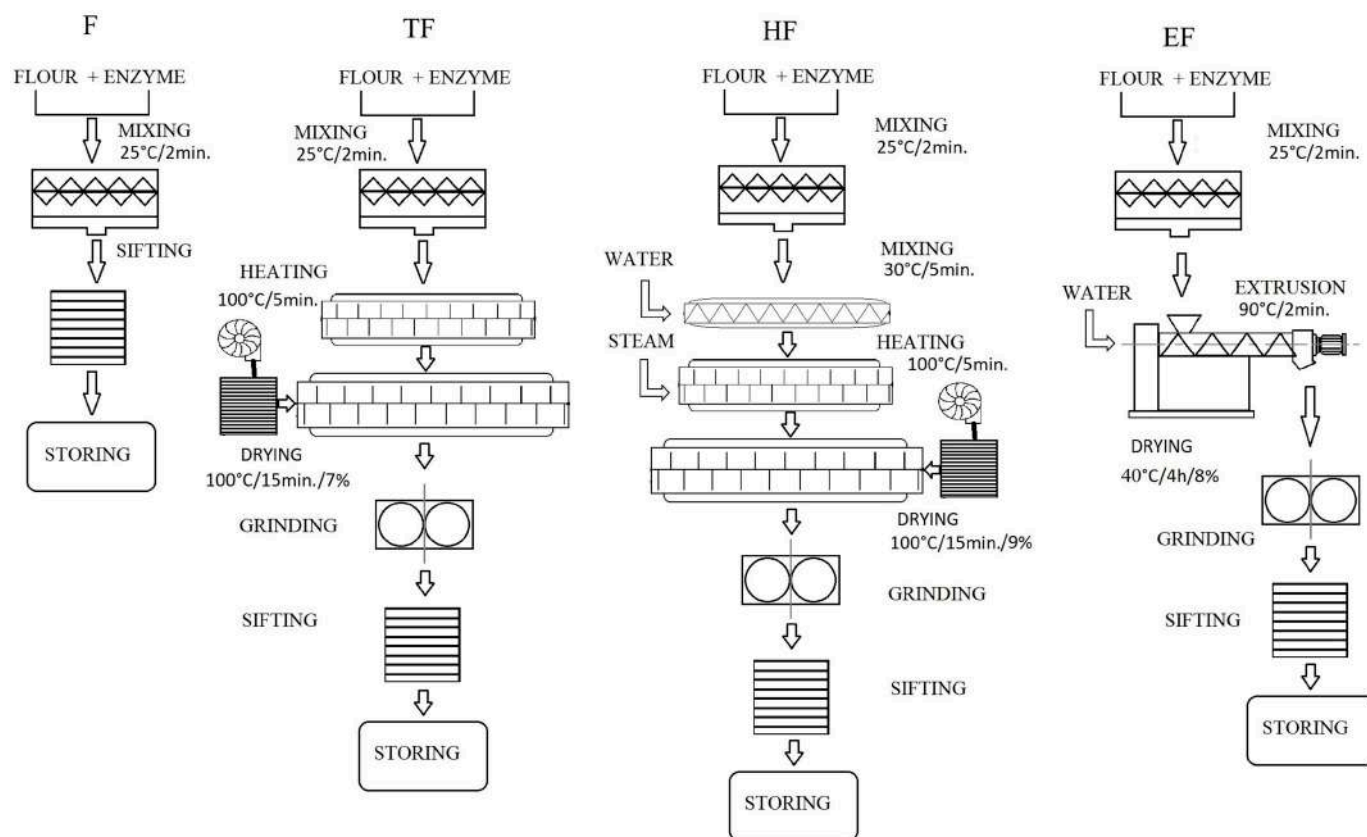 F
FLOUR + ENZYME
MIXING
25°C/2min.
SIFTING
STORING
TF
FLOUR + ENZYME
MIXING
25°C/2min.
HEATING
100°C/5min.
DRYING
100°C/15min./7%
GRINDING
SIFTING
STORING
HF
FLOUR + ENZYME
MIXING
25°C/2min.
WATER
MIXING
30°C/5min.
STEAM
HEATING
100°C/5min.
DRYING
100°C/15min./9%
GRINDING
SIFTING
STORING
EF
FLOUR + ENZYME
MIXING
25°C/2min.
WATER
EXTRUSION
90°C/2min.
DRYING
40°C/4h/8%
GRINDING
SIFTING
STORING